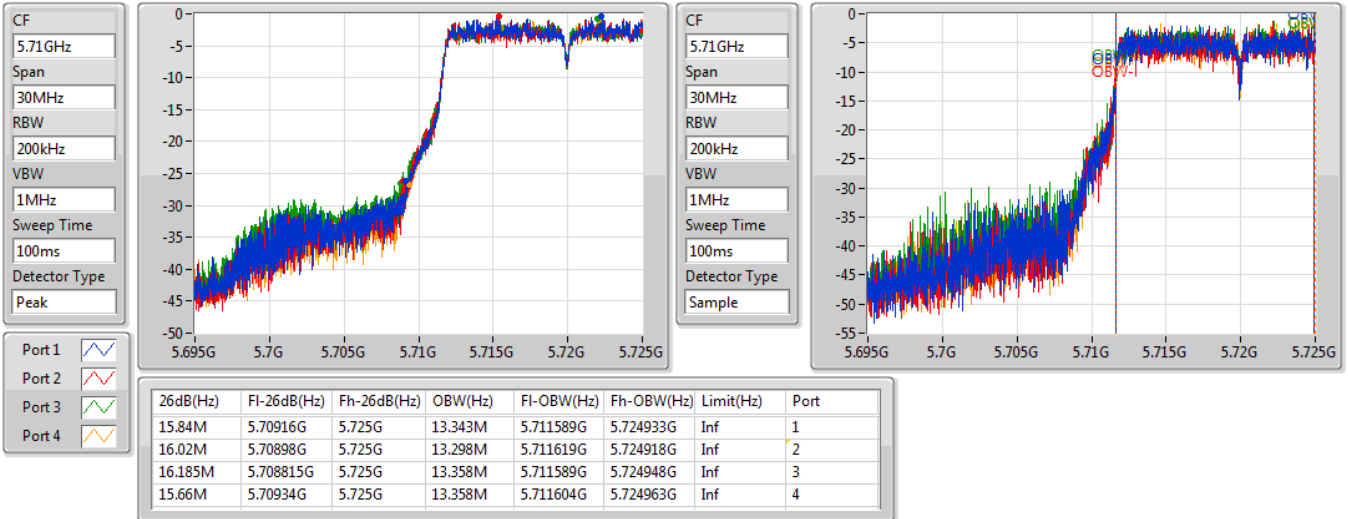 CF
5.71GHz
Span
30MHz
RBW
200kHz
VBW
1MHz
Sweep Time
100ms
Detector Type
Peak
0-
-5-
-10-
-15-
-20-
-25-
-30-
-35-
-40-
-45-
-50-
5.695G 5.7G 5.705G 5.71G 5.715G 5.72G 5.725G
CF
5.71GHz
Span
30MHz
RBW
200kHz
VBW
1MHz
Sweep Time
100ms
Detector Type
Sample
0-
-5-
-10-
-15-
-20-
-25-
-30-
-35-
-40-
-45-
-50-
-55-
OBW-l
5.695G 5.7G 5.705G 5.71G 5.715G 5.72G 5.725G
Port 1
Port 2
Port 3
Port 4
26dB(Hz) Fl-26dB(Hz) Fh-26dB(Hz) OBW(Hz) Fl-OBW(Hz) Fh-OBW(Hz) Limit(Hz) Port
15.84M 5.70916G 5.725G 13.343M 5.711589G 5.724933G Inf 1
16.02M 5.70898G 5.725G 13.298M 5.711619G 5.724918G Inf 2
16.185M 5.708815G 5.725G 13.358M 5.711589G 5.724948G Inf 3
15.66M 5.70934G 5.725G 13.358M 5.711604G 5.724963G Inf 4